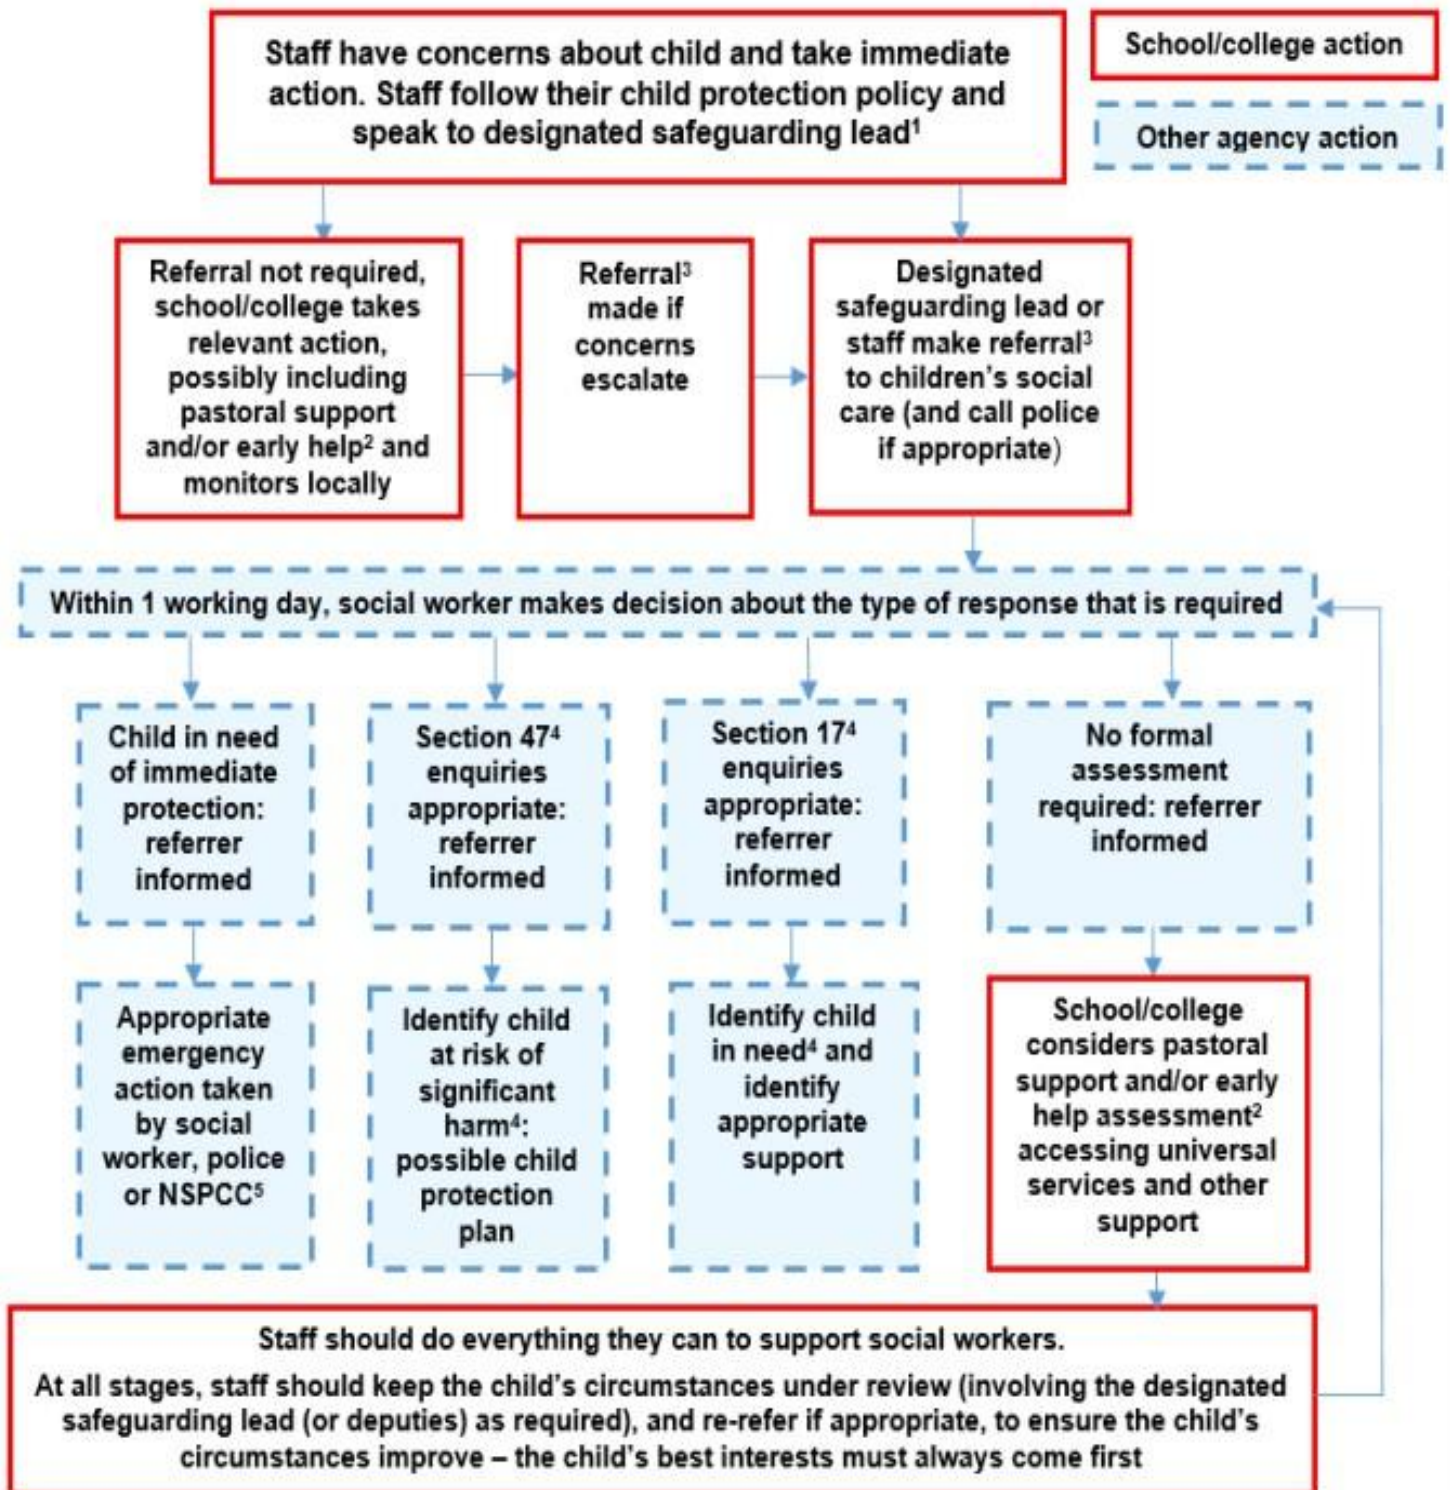 Staff have concerns about child and take immediate
action. Staff follow their child protection policy and
speak to designated safeguarding lead¹
School/college action
Other agency action
Referral not required,
school/college takes
relevant action,
possibly including
pastoral support
and/or early help² and
monitors locally
Referral³
made if
concerns
escalate
Designated
safeguarding lead or
staff make referral³
to children's social
care (and call police
if appropriate)
Within 1 working day, social worker makes decision about the type of response that is required
Child in need
of immediate
protection:
referrer
informed
Section 47⁴
enquiries
appropriate:
referrer
informed
Section 17⁴
enquiries
appropriate:
referrer
informed
No formal
assessment
required: referrer
informed
Appropriate
emergency
action taken
by social
worker, police
or NSPCC⁵
Identify child
at risk of
significant
harm⁴:
possible child
protection
plan
Identify child
in need⁴ and
identify
appropriate
support
School/college
considers pastoral
support and/or early
help assessment²
accessing universal
services and other
support
Staff should do everything they can to support social workers.
At all stages, staff should keep the child's circumstances under review (involving the designated
safeguarding lead (or deputies) as required), and re-refer if appropriate, to ensure the child's
circumstances improve – the child's best interests must always come first